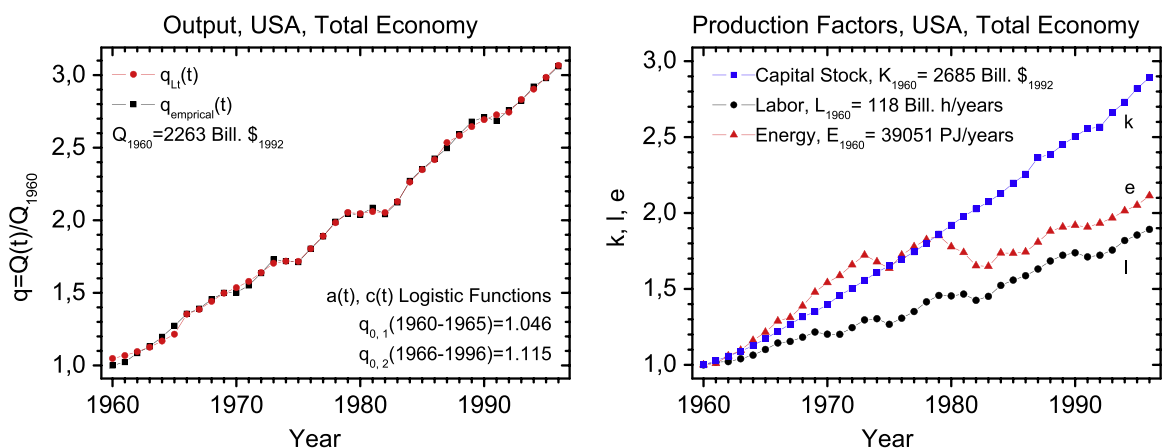 Output, USA, Total Economy
q=Q(t)/Q1960
3,0
2,5
2,0
1,5
1,0
qLt(t)
qemprical(t)
Q1960=2263 Bill. $1992
a(t), c(t) Logistic Functions
q0, 1(1960-1965)=1.046
q0, 2(1966-1996)=1.115
1960 1970 1980 1990
Year
Production Factors, USA, Total Economy
k, l, e
3,0
2,5
2,0
1,5
1,0
Capital Stock, K1960= 2685 Bill. $1992
Labor, L1960= 118 Bill. h/years
Energy, E1960= 39051 PJ/years
k
e
l
1960 1970 1980 1990
Year